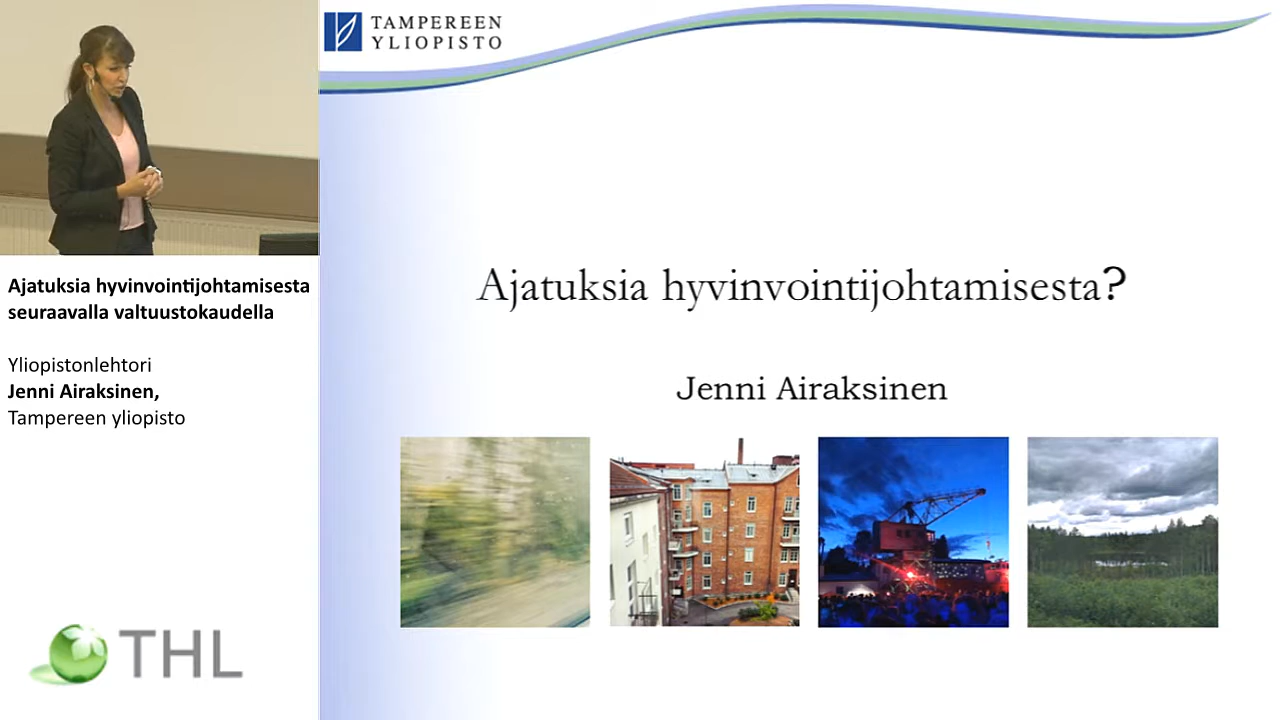 TAMPEREEN
YLIOPISTO
Ajatuksia hyvinvointijohtamisesta?
Jenni Airaksinen
Ajatuksia hyvinvointijohtamisesta
seuraavalla valtuustokaudella
Yliopistonlehtori
Jenni Airaksinen,
Tampereen yliopisto
THL